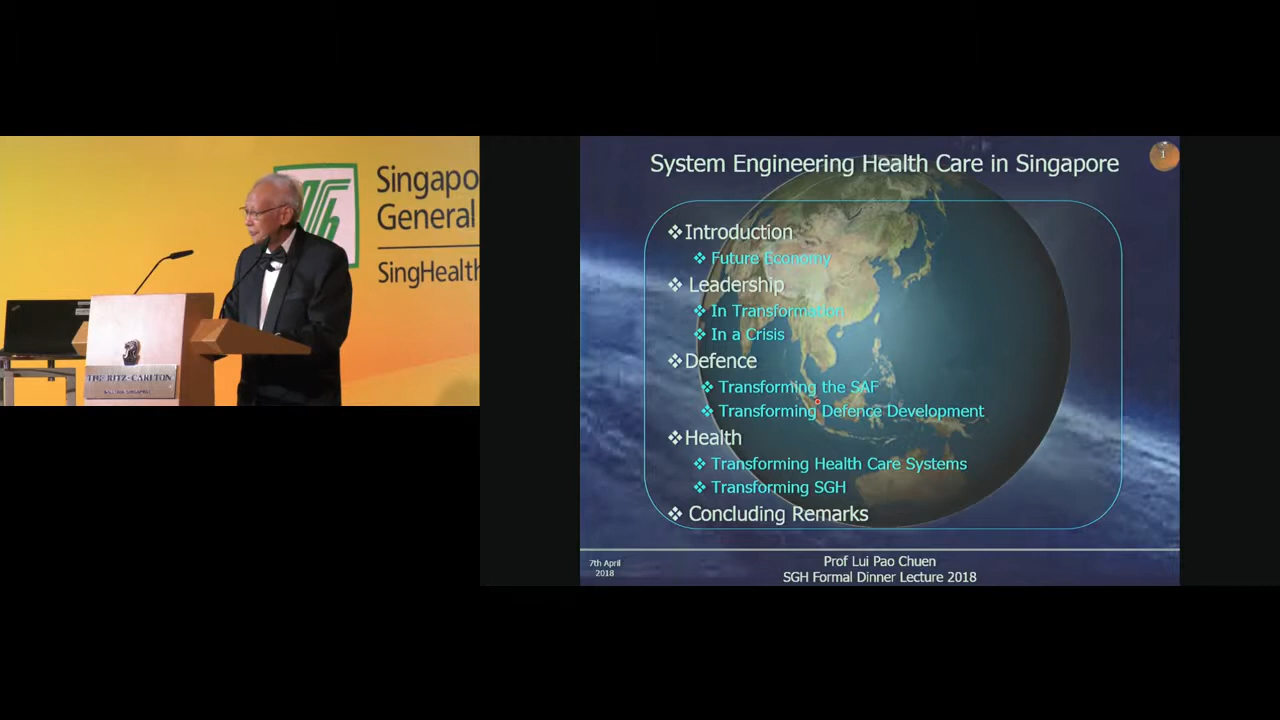 Singapo
General
SingHealth
THE RITZ-CARLTON
System Engineering Health Care in Singapore
1
❖Introduction
❖ Future Economy
❖ Leadership
❖ In Transformation
❖ In a Crisis
❖Defence
❖ Transforming the SAF
❖ Transforming Defence Development
❖Health
❖ Transforming Health Care Systems
❖ Transforming SGH
❖ Concluding Remarks
7th April
2018
Prof Lui Pao Chuen
SGH Formal Dinner Lecture 2018